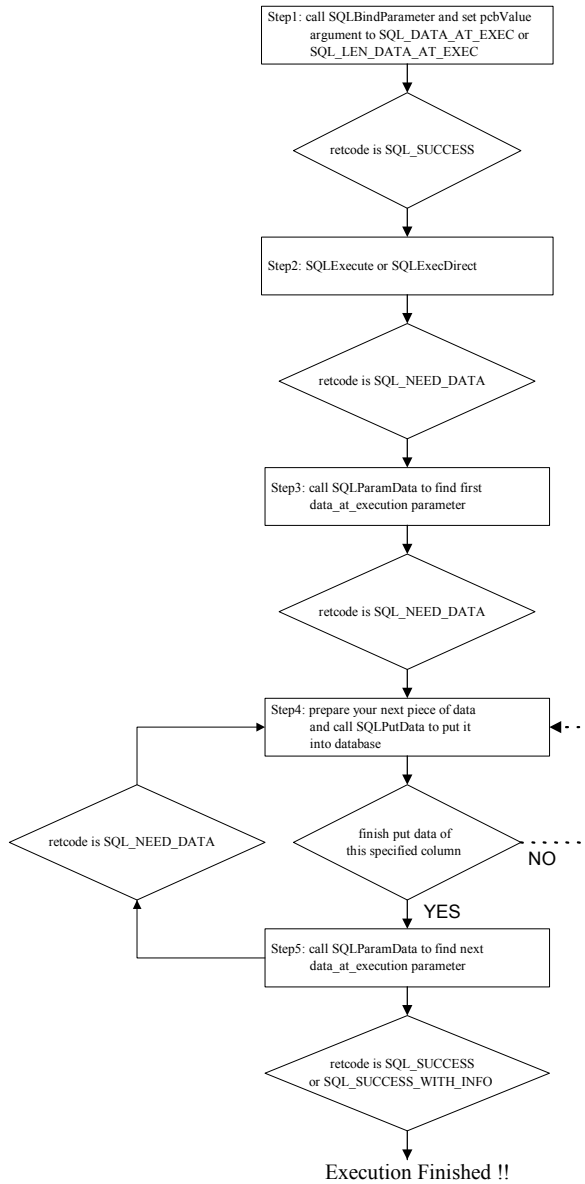 Step1: call SQLBindParameter and set pcbValue
argument to SQL_DATA_AT_EXEC or
SQL_LEN_DATA_AT_EXEC
retcode is SQL_SUCCESS
Step2: SQLExecute or SQLExecDirect
retcode is SQL_NEED_DATA
Step3: call SQLParamData to find first
data_at_execution parameter
retcode is SQL_NEED_DATA
Step4: prepare your next piece of data
and call SQLPutData to put it
into database
retcode is SQL_NEED_DATA
finish put data of
this specified column
NO
YES
Step5: call SQLParamData to find next
data_at_execution parameter
retcode is SQL_SUCCESS
or SQL_SUCCESS_WITH_INFO
Execution Finished !!